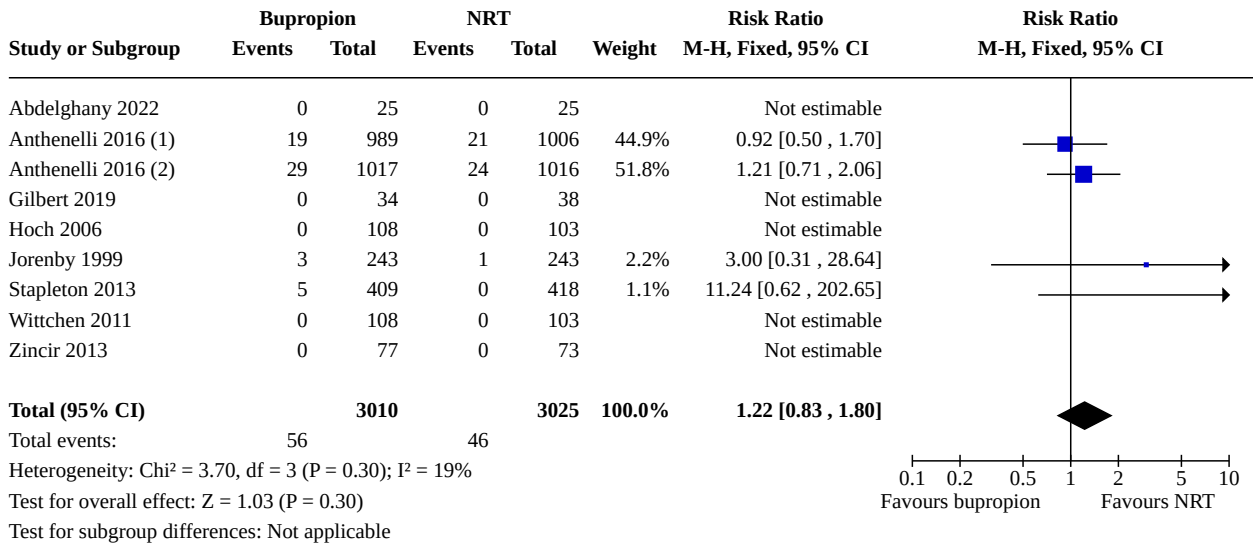 Bupropion NRT Risk Ratio Risk Ratio
Study or Subgroup Events Total Events Total Weight M-H, Fixed, 95% CI M-H, Fixed, 95% CI
Abdelghany 2022 0 25 0 25 Not estimable
Anthenelli 2016 (1) 19 989 21 1006 44.9% 0.92 [0.50 , 1.70]
Anthenelli 2016 (2) 29 1017 24 1016 51.8% 1.21 [0.71 , 2.06]
Gilbert 2019 0 34 0 38 Not estimable
Hoch 2006 0 108 0 103 Not estimable
Jorenby 1999 3 243 1 243 2.2% 3.00 [0.31 , 28.64]
Stapleton 2013 5 409 0 418 1.1% 11.24 [0.62 , 202.65]
Wittchen 2011 0 108 0 103 Not estimable
Zincir 2013 0 77 0 73 Not estimable
Total (95% CI) 3010 3025 100.0% 1.22 [0.83 , 1.80]
Total events: 56 46
Heterogeneity: Chi² = 3.70, df = 3 (P = 0.30); I² = 19%
0.1 0.2 0.5 1 2 5 10
Test for overall effect: Z = 1.03 (P = 0.30) Favours bupropion Favours NRT
Test for subgroup differences: Not applicable